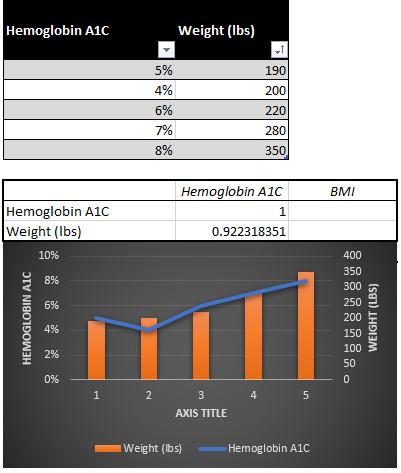 Hemoglobin A1C Weight (lbs)
5% 190
4% 200
6% 220
7% 280
8% 350
Hemoglobin A1C BMI
Hemoglobin A1C 1
Weight (lbs) 0.922318351
10% 400
350
8% 300
6% 250
200
4% 150
2% 100
50
0% 0
HEMOGLOBIN A1C
WEIGHT (LBS)
1 2 3 4 5
AXIS TITLE
Weight (lbs) Hemoglobin A1C